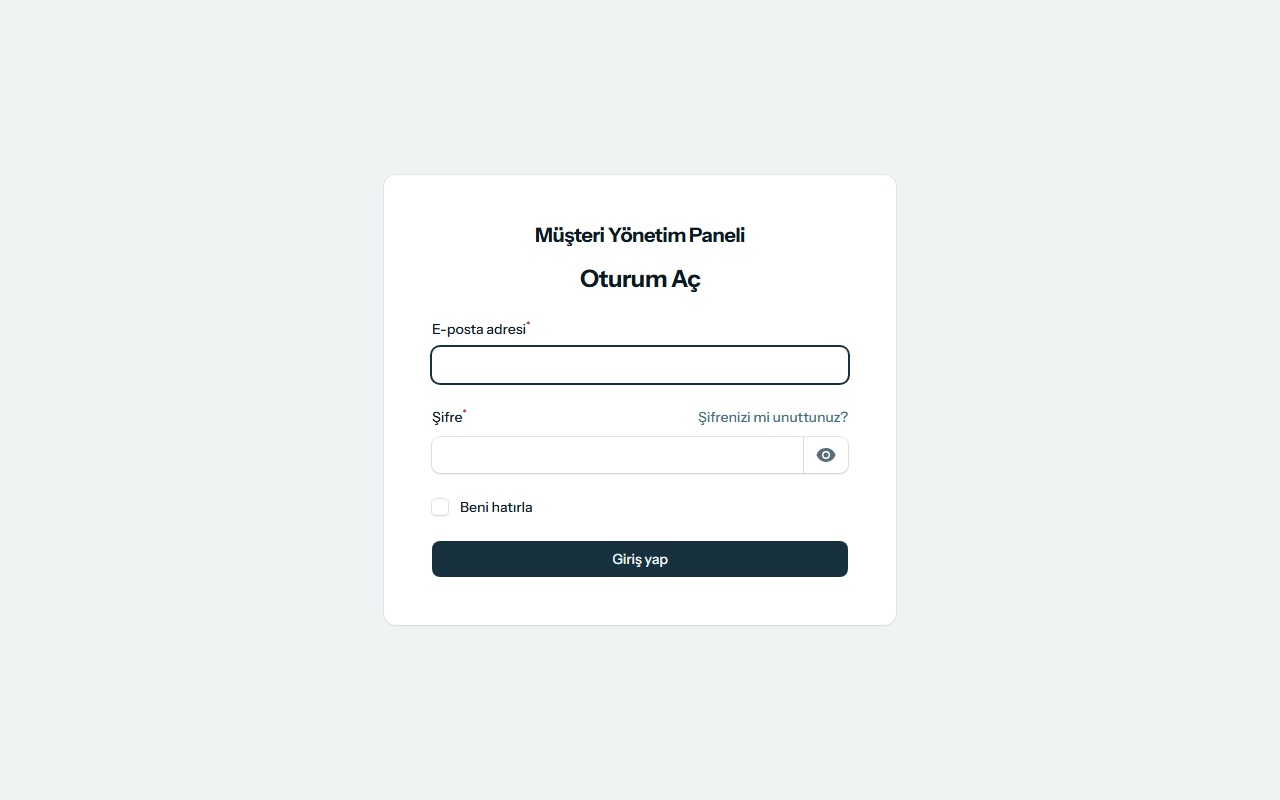 Müşteri Yönetim Paneli
Oturum Aç
E-posta adresi*
Şifre*
Şifrenizi mi unuttunuz?
Beni hatırla
Giriş yap